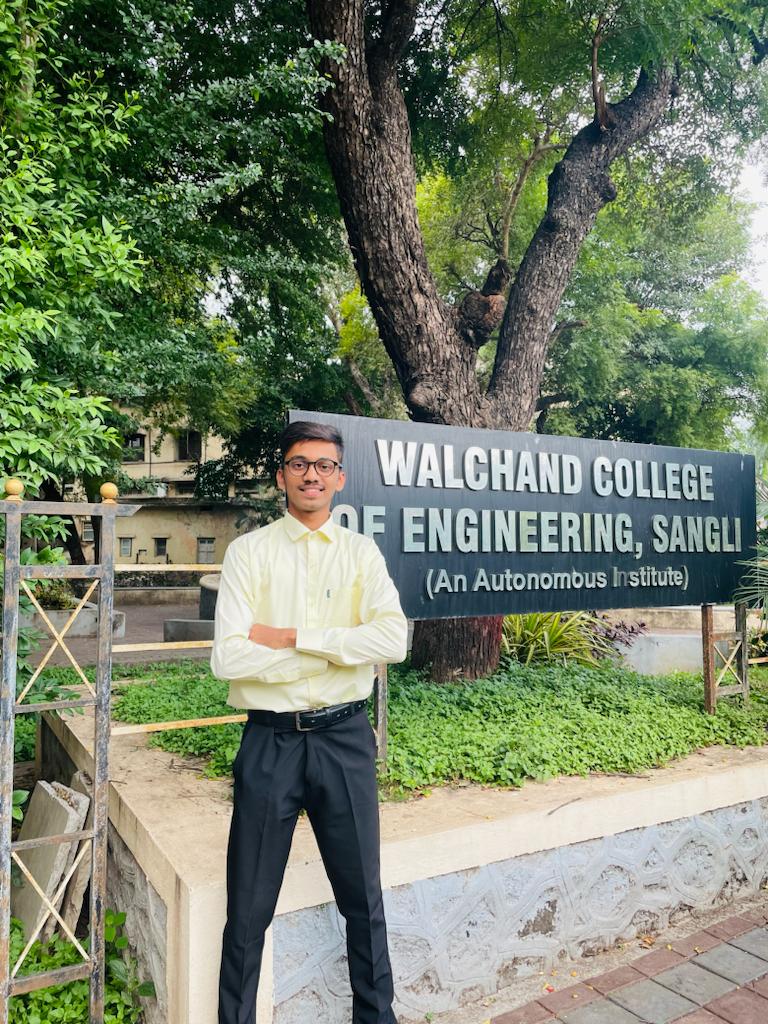 WALCHAND COLLEGE
OF ENGINEERING, SANGLI
(An Autonomous Institute)